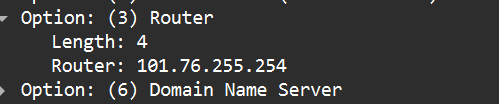 Option: (3) Router
Length: 4
Router: 101.76.255.254
Option: (6) Domain Name Server